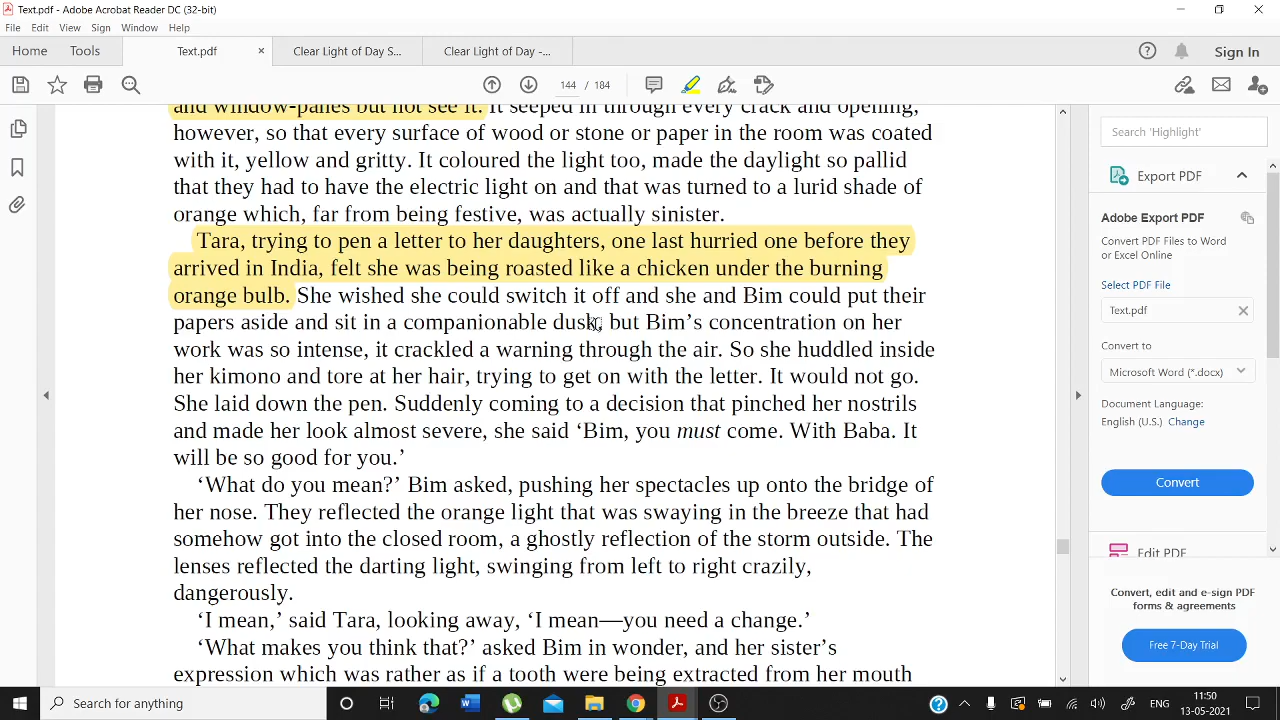 Text.pdf - Adobe Acrobat Reader DC (32-bit)
File Edit View Sign Window Help
Home Tools Text.pdf × Clear Light of Day S... Clear Light of Day -... Sign In
144 / 184
and window-panes but not see it. It seeped in through every crack and opening,
however, so that every surface of wood or stone or paper in the room was coated
with it, yellow and gritty. It coloured the light too, made the daylight so pallid
that they had to have the electric light on and that was turned to a lurid shade of
orange which, far from being festive, was actually sinister.
Tara, trying to pen a letter to her daughters, one last hurried one before they
arrived in India, felt she was being roasted like a chicken under the burning
orange bulb. She wished she could switch it off and she and Bim could put their
papers aside and sit in a companionable dusk, but Bim’s concentration on her
work was so intense, it crackled a warning through the air. So she huddled inside
her kimono and tore at her hair, trying to get on with the letter. It would not go.
She laid down the pen. Suddenly coming to a decision that pinched her nostrils
and made her look almost severe, she said ‘Bim, you must come. With Baba. It
will be so good for you.’
‘What do you mean?’ Bim asked, pushing her spectacles up onto the bridge of
her nose. They reflected the orange light that was swaying in the breeze that had
somehow got into the closed room, a ghostly reflection of the storm outside. The
lenses reflected the darting light, swinging from left to right crazily,
dangerously.
‘I mean,’ said Tara, looking away, ‘I mean—you need a change.’
‘What makes you think that?’ asked Bim in wonder, and her sister’s
expression which was rather as if a tooth were being extracted from her mouth
Search 'Highlight'
Export PDF
Adobe Export PDF
Convert PDF Files to Word
or Excel Online
Select PDF File
Text.pdf
Convert to
Microsoft Word (*.docx)
Document Language:
English (U.S.) Change
Convert
Edit PDF
Convert, edit and e-sign PDF
forms & agreements
Free 7-Day Trial
Search for anything
ENG
11:50
13-05-2021